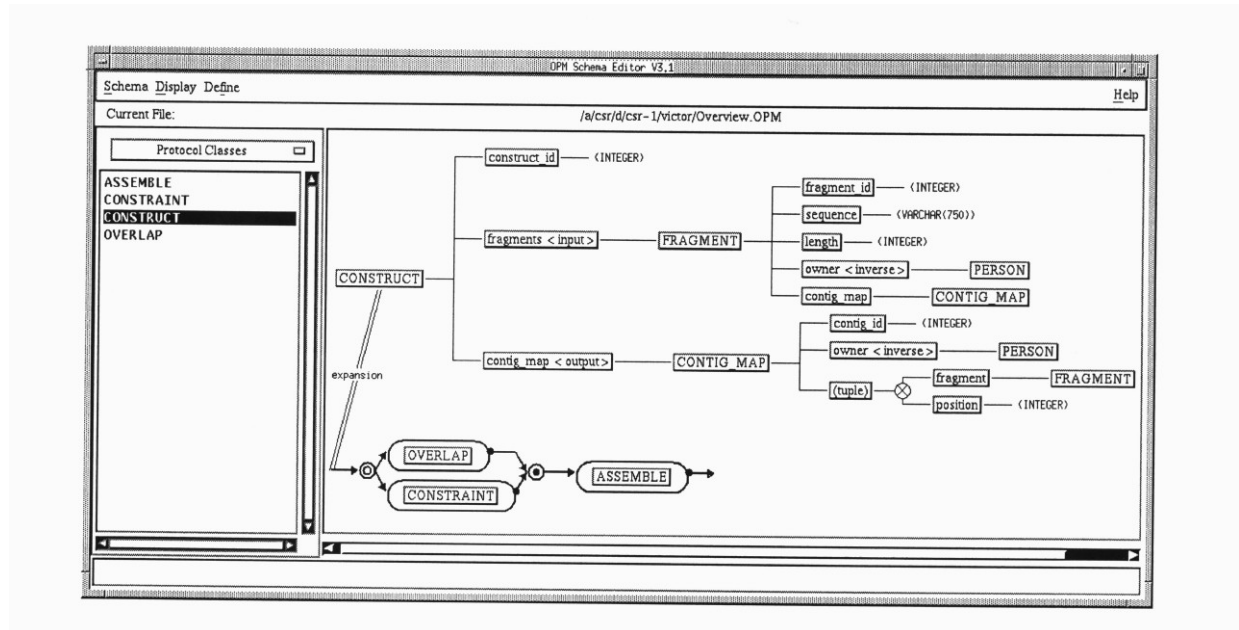 OPM Schema Editor V3.1
Schema Display Define Help
Current File: /a/csr/d/csr-1/victor/Overview.OPM
Protocol Classes
ASSEMBLE
CONSTRAINT
CONSTRUCT
OVERLAP
construct_id (INTEGER)
fragment_id (INTEGER)
sequence (VARCHAR(750))
fragments < input > FRAGMENT length (INTEGER)
owner < inverse > PERSON
CONSTRUCT
contig_map CONTIG_MAP
contig_id (INTEGER)
owner < inverse > PERSON
contig_map < output > CONTIG_MAP
expansion
fragment FRAGMENT
(tuple)
position (INTEGER)
OVERLAP
ASSEMBLE
CONSTRAINT